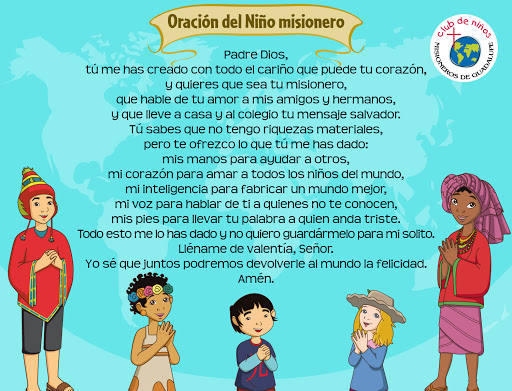 Oración del Niño misionero
club de niños
MISIONEROS DE GUADALUPE
Padre Dios,
tú me has creado con todo el cariño que puede tu corazón,
y quieres que sea tu misionero,
que hable de tu amor a mis amigos y hermanos,
y que lleve a casa y al colegio tu mensaje salvador.
Tú sabes que no tengo riquezas materiales,
pero te ofrezco lo que tú me has dado:
mis manos para ayudar a otros,
mi corazón para amar a todos los niños del mundo,
mi inteligencia para fabricar un mundo mejor,
mi voz para hablar de ti a quienes no te conocen,
mis pies para llevar tu palabra a quien anda triste.
Todo esto me lo has dado y no quiero guardármelo para mi solito.
Lléname de valentía, Señor.
Yo sé que juntos podremos devolverle al mundo la felicidad.
Amén.